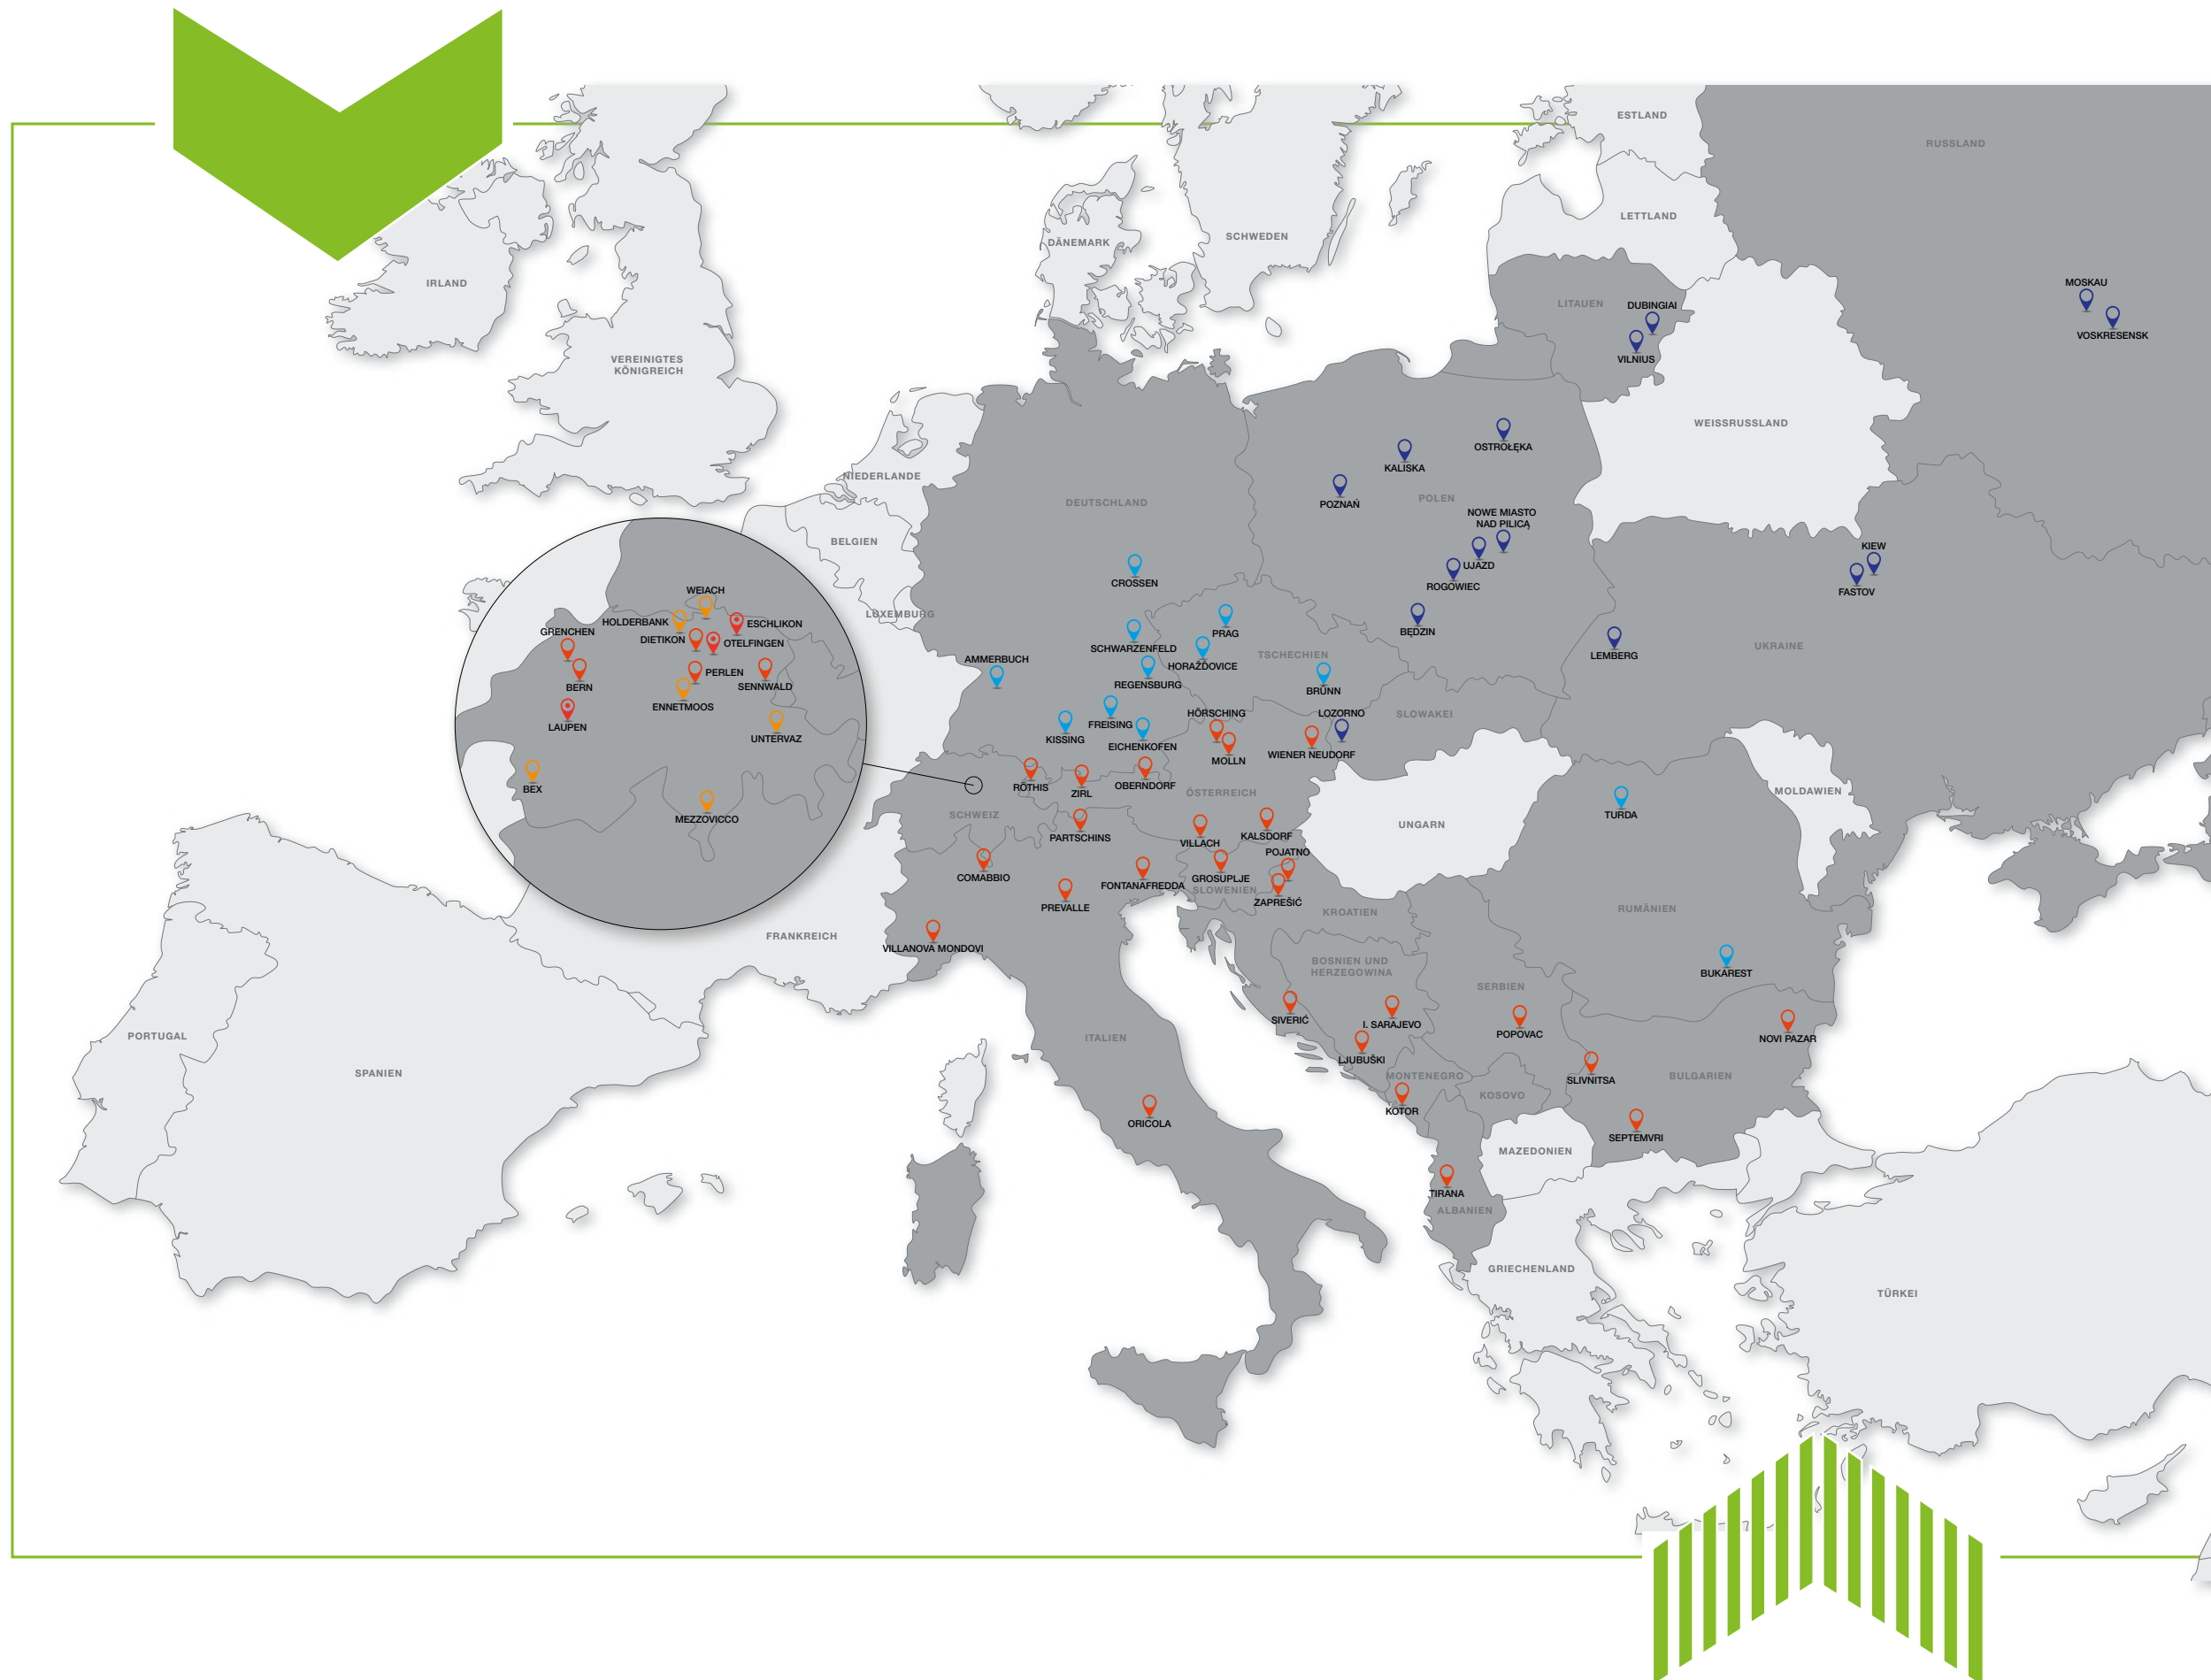 ESTLAND
RUSSLAND
LETTLAND
SCHWEDEN
DÄNEMARK
IRLAND
MOSKAU
VOSKRESENSK
LITAUEN
DUBINGIAI
VILNIUS
VEREINIGTES
KÖNIGREICH
WEISSRUSSLAND
OSTROŁĘKA
KALISKA
NIEDERLANDE
POLEN
DEUTSCHLAND
POZNAŃ
NOWE MIASTO
NAD PILICĄ
BELGIEN
KIEW
UJAZD
CROSSEN
ROGOWIEC
FASTOV
WEIACH
LUXEMBURG
HOLDERBANK
ESCHLIKON
GRENCHEN
DIETIKON
OTELFINGEN
PRAG
BĘDZIN
SCHWARZENFELD
TSCHECHIEN
LEMBERG
UKRAINE
AMMERBUCH
HORAŽĎOVICE
PERLEN
BERN
SENNWALD
REGENSBURG
BRÜNN
ENNETMOOS
HÖRSCHING
LOZORNO
SLOWAKEI
LAUPEN
FREISING
UNTERVAZ
KISSING
EICHENKOFEN
MOLLN
WIENER NEUDORF
BEX
RÖTHIS
ZIRL
OBERNDORF
ÖSTERREICH
MOLDAWIEN
MEZZOVICCO
SCHWEIZ
TURDA
UNGARN
PARTSCHINS
VILLACH
KALSDORF
POJATNO
COMABBIO
FONTANAFREDDA
GROSUPLJE
SLOWENIEN
ZAPREŠIĆ
PREVALLE
KROATIEN
RUMÄNIEN
FRANKREICH
VILLANOVA MONDOVI
BOSNIEN UND
HERZEGOWINA
BUKAREST
SERBIEN
SIVERIĆ
I. SARAJEVO
PORTUGAL
ITALIEN
POPOVAC
NOVI PAZAR
LJUBUŠKI
SPANIEN
MONTENEGRO
SLIVNITSA
BULGARIEN
KOSOVO
KOTOR
ORICOLA
SEPTEMVRI
MAZEDONIEN
TIRANA
ALBANIEN
GRIECHENLAND
TÜRKEI